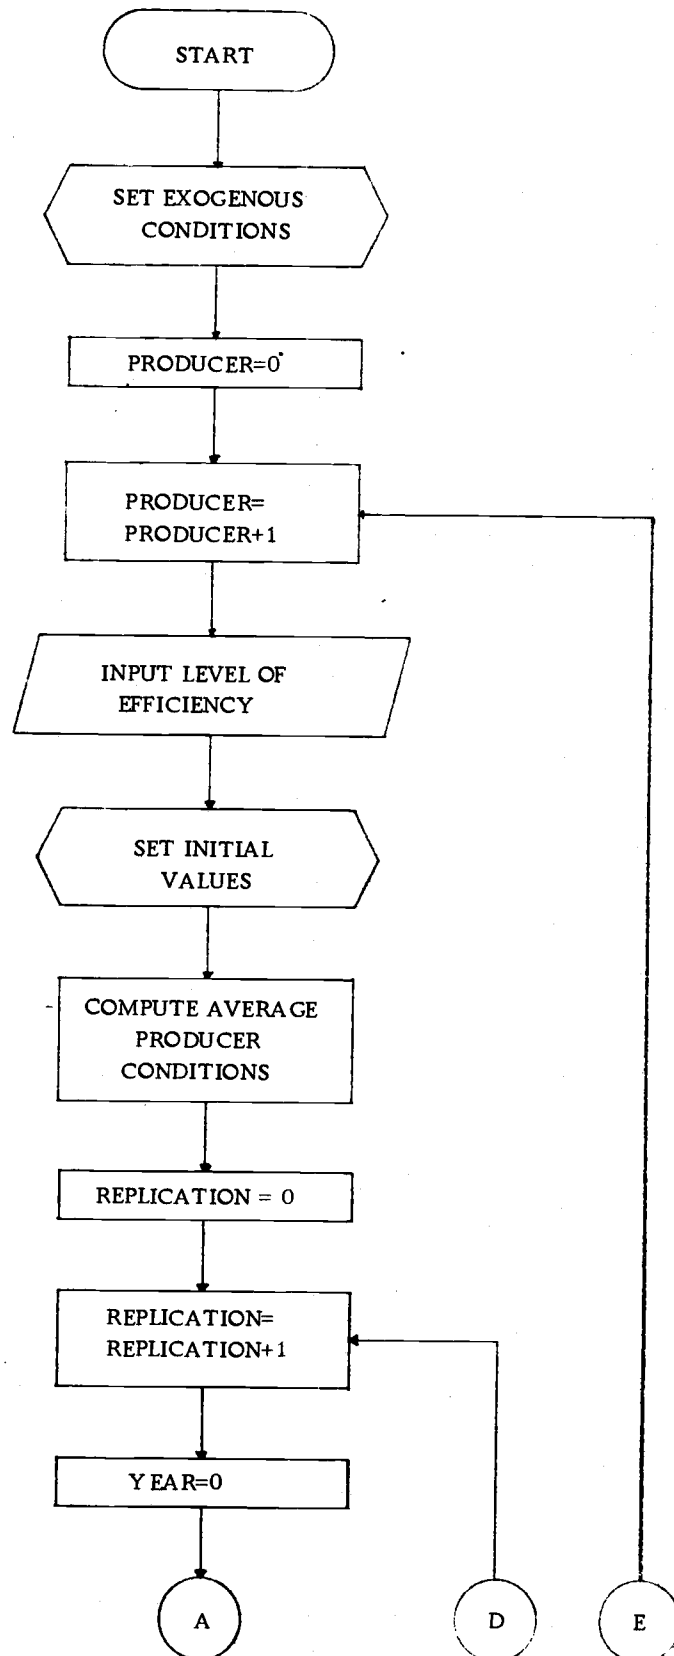 START
SET EXOGENOUS
CONDITIONS
PRODUCER=0
PRODUCER=
PRODUCER+1
INPUT LEVEL OF
EFFICIENCY
SET INITIAL
VALUES
COMPUTE AVERAGE
PRODUCER
CONDITIONS
REPLICATION = 0
REPLICATION=
REPLICATION+1
YEAR=0
A
D
E